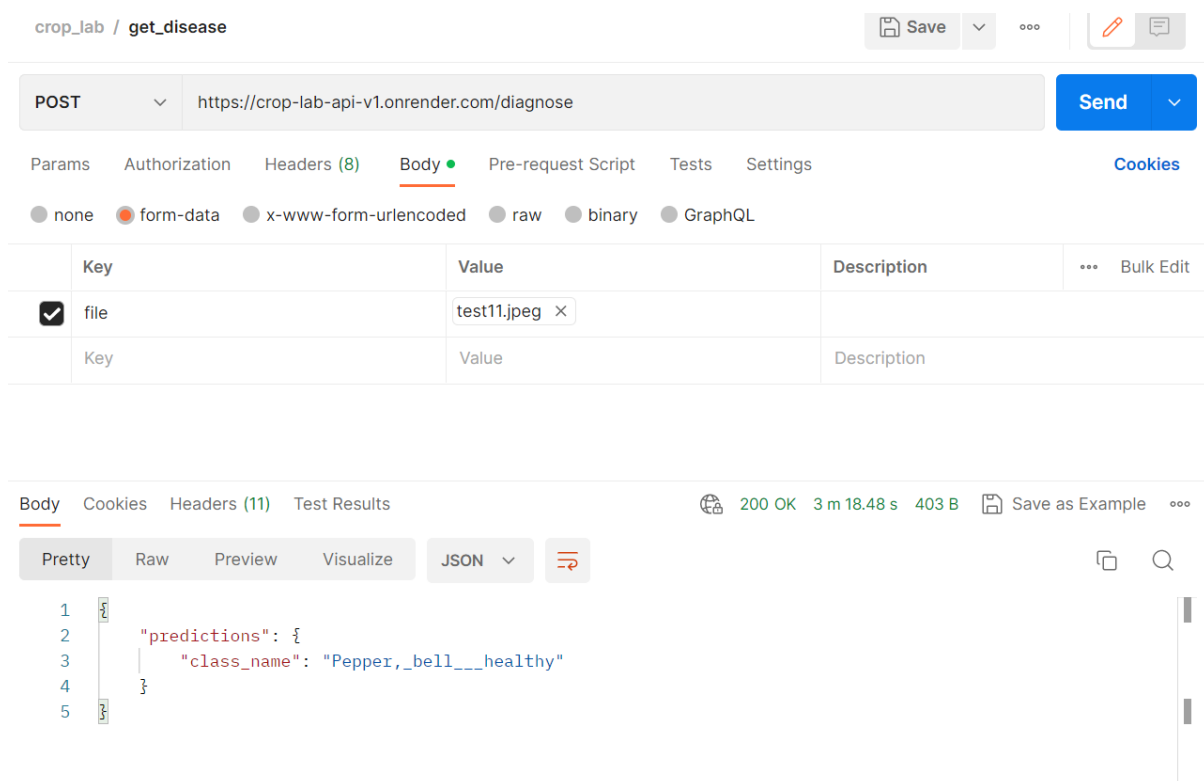 crop_lab / get_disease Save ooo
POST https://crop-lab-api-v1.onrender.com/diagnose Send
Params Authorization Headers (8) Body Pre-request Script Tests Settings Cookies
none form-data x-www-form-urlencoded raw binary GraphQL
Key Value Description ooo Bulk Edit
file test11.jpeg ×
Key Value Description
Body Cookies Headers (11) Test Results 200 OK 3 m 18.48 s 403 B Save as Example ooo
Pretty Raw Preview Visualize JSON
1 {
2 "predictions": {
3 "class_name": "Pepper,_bell___healthy"
4 }
5 }